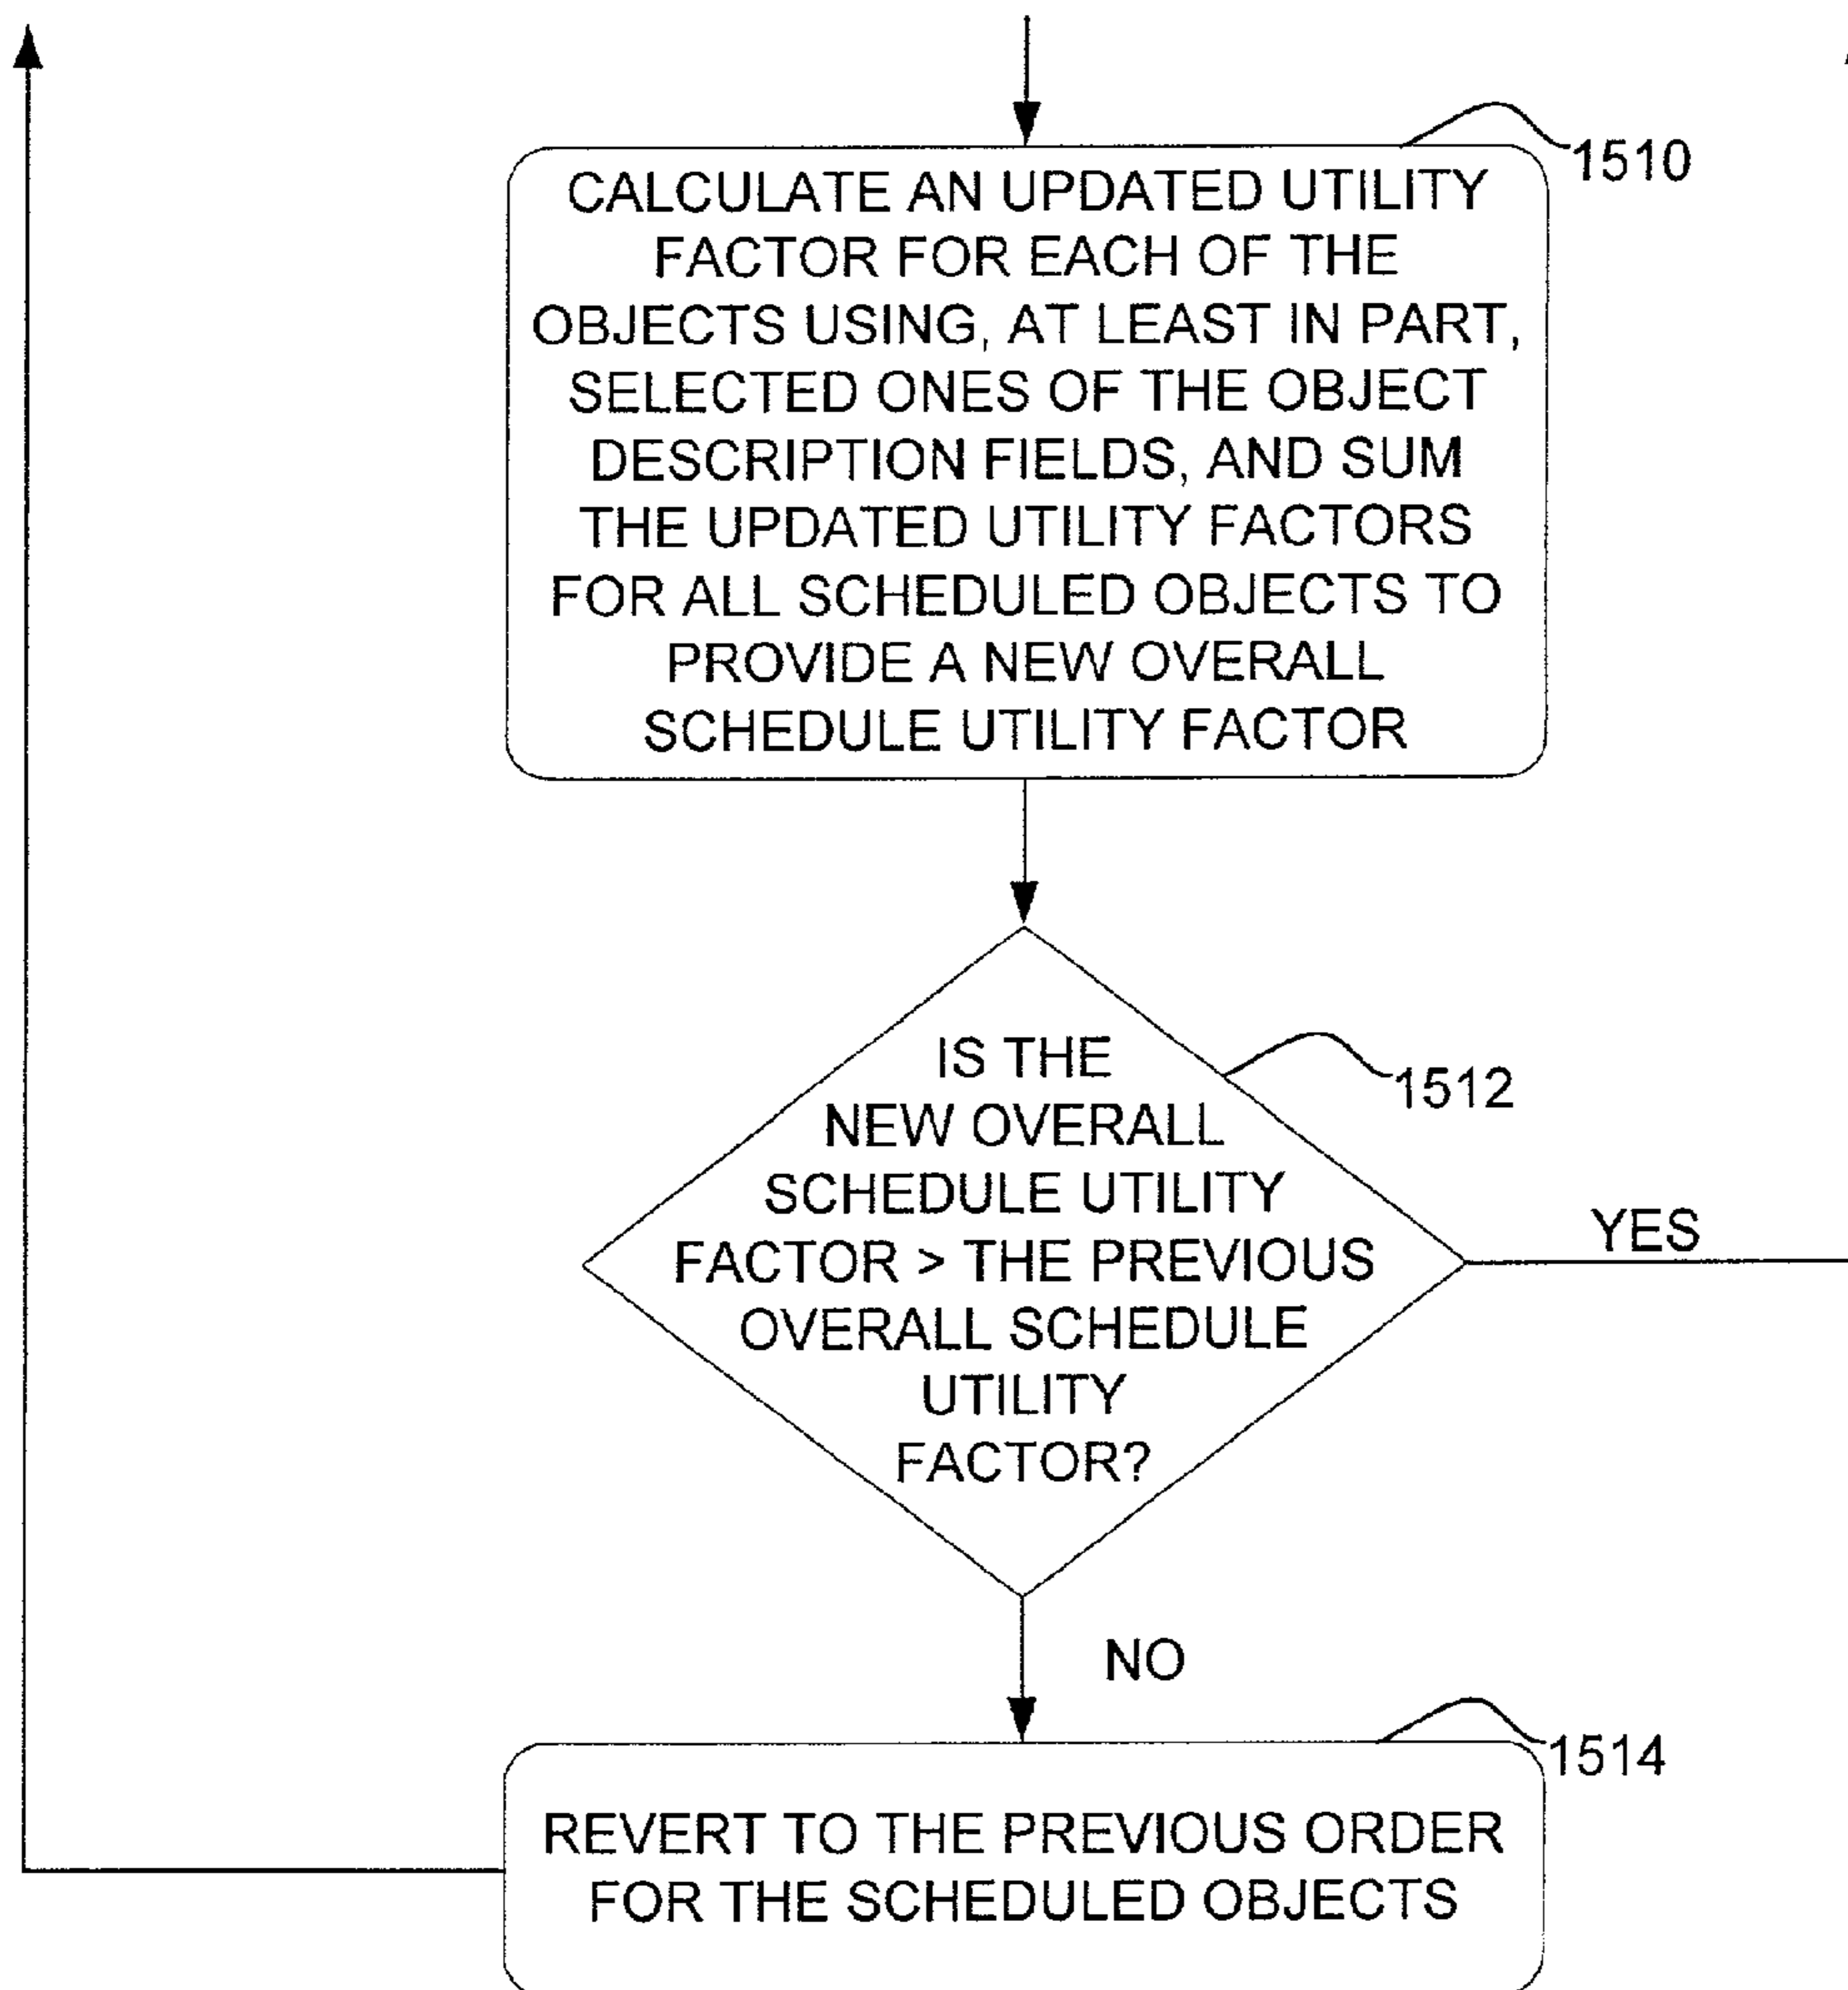 1510
CALCULATE AN UPDATED UTILITY
FACTOR FOR EACH OF THE
OBJECTS USING, AT LEAST IN PART,
SELECTED ONES OF THE OBJECT
DESCRIPTION FIELDS, AND SUM
THE UPDATED UTILITY FACTORS
FOR ALL SCHEDULED OBJECTS TO
PROVIDE A NEW OVERALL
SCHEDULE UTILITY FACTOR
IS THE
1512
NEW OVERALL
SCHEDULE UTILITY
FACTOR > THE PREVIOUS
OVERALL SCHEDULE
UTILITY
FACTOR?
YES
NO
1514
REVERT TO THE PREVIOUS ORDER
FOR THE SCHEDULED OBJECTS